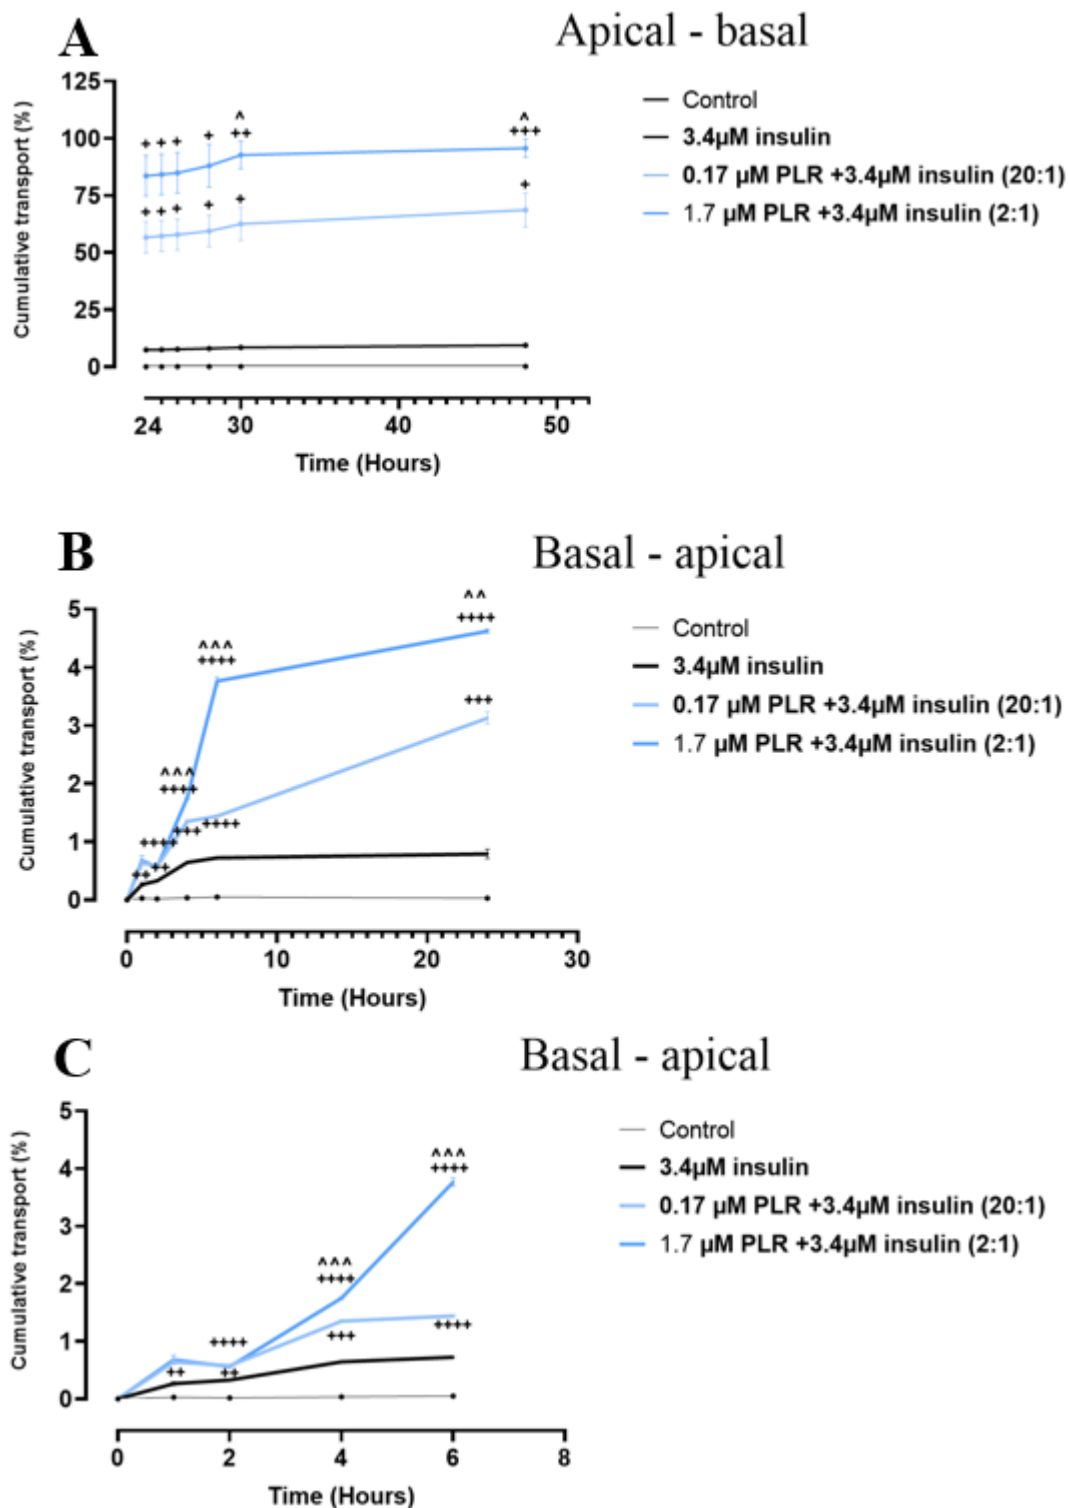 A
Apical - basal
Cumulative transport (%)
125
100
75
50
25
0
+ + + + ^ ++ ^ +++
+ + + + + +
24 30 40 50
Time (Hours)
Control
3.4µM insulin
0.17 µM PLR +3.4µM insulin (20:1)
1.7 µM PLR +3.4µM insulin (2:1)
B
Basal - apical
Cumulative transport (%)
5
4
3
2
1
0
^^
++++
^^^
++++
+++
^^^
++++
++++ +++ ++++
++ ++
0 10 20 30
Time (Hours)
Control
3.4µM insulin
0.17 µM PLR +3.4µM insulin (20:1)
1.7 µM PLR +3.4µM insulin (2:1)
C
Basal - apical
Cumulative transport (%)
5
4
3
2
1
0
^^^
++++
^^^
++++
++++ +++ ++++
++ ++
0 2 4 6 8
Time (Hours)
Control
3.4µM insulin
0.17 µM PLR +3.4µM insulin (20:1)
1.7 µM PLR +3.4µM insulin (2:1)